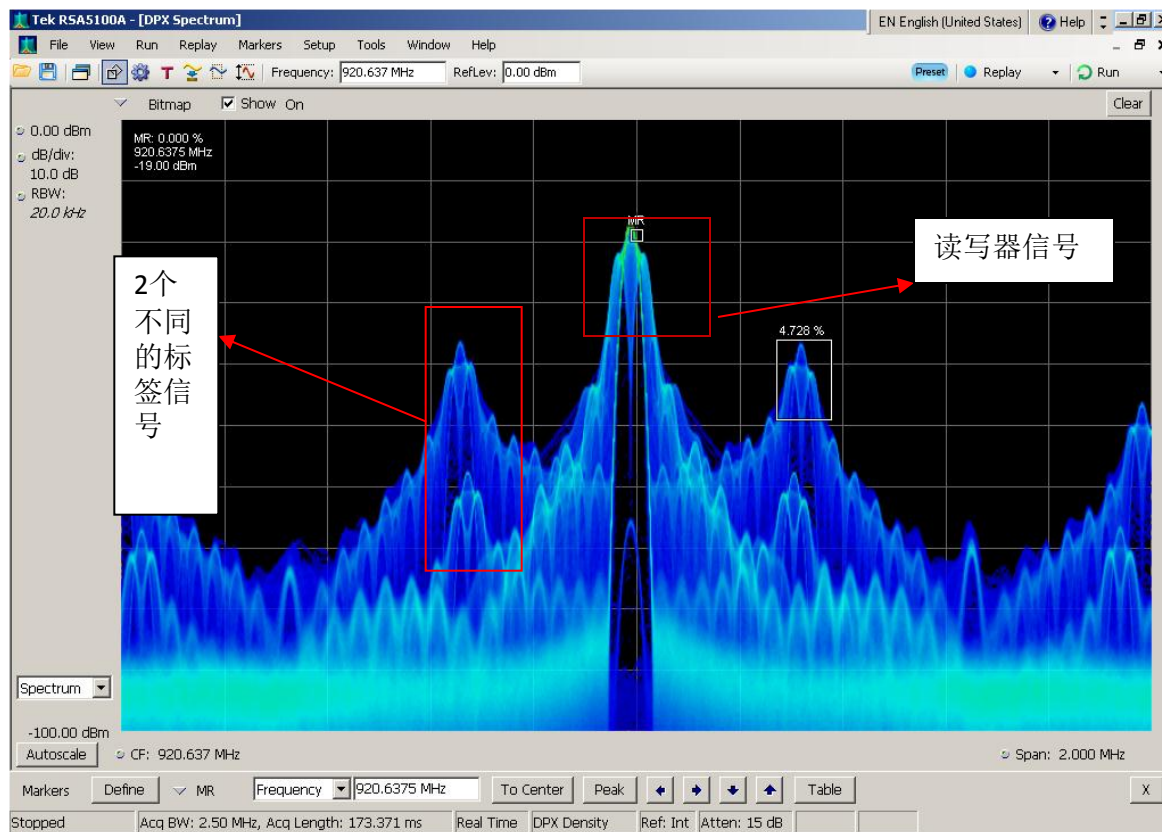 Tek RSA5100A - [DPX Spectrum]
EN English (United States) Help
File View Run Replay Markers Setup Tools Window Help
Frequency: 920.637 MHz RefLev: 0.00 dBm
Preset Replay Run
Bitmap Show On
Clear
0.00 dBm
dB/div:
10.0 dB
RBW:
20.0 kHz
MR: 0.000 %
920.6375 MHz
-19.00 dBm
MR
读写器信号
2个
不同
的标
签信
号
4.728 %
Spectrum
-100.00 dBm
Autoscale
CF: 920.637 MHz
Span: 2.000 MHz
Markers Define MR Frequency 920.6375 MHz To Center Peak Table X
Stopped Acq BW: 2.50 MHz, Acq Length: 173.371 ms Real Time DPX Density Ref: Int Atten: 15 dB